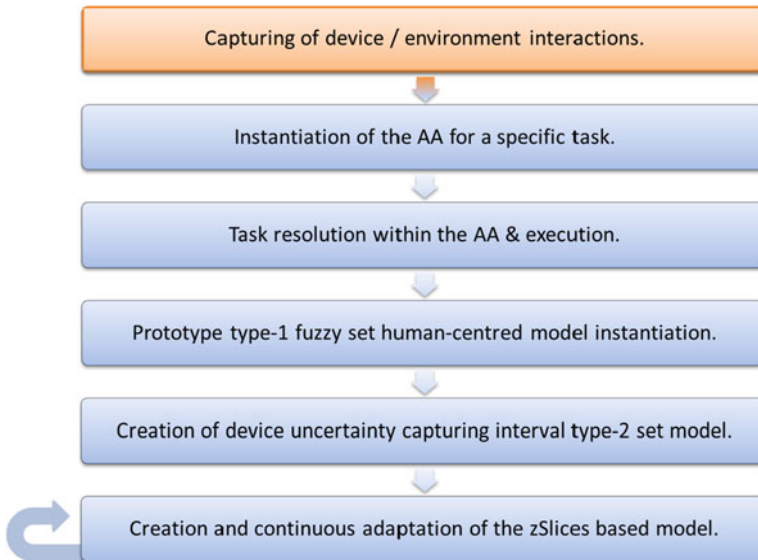 Capturing of device / environment interactions.
Instantiation of the AA for a specific task.
Task resolution within the AA & execution.
Prototype type-1 fuzzy set human-centred model instantiation.
Creation of device uncertainty capturing interval type-2 set model.
Creation and continuous adaptation of the zSlices based model.